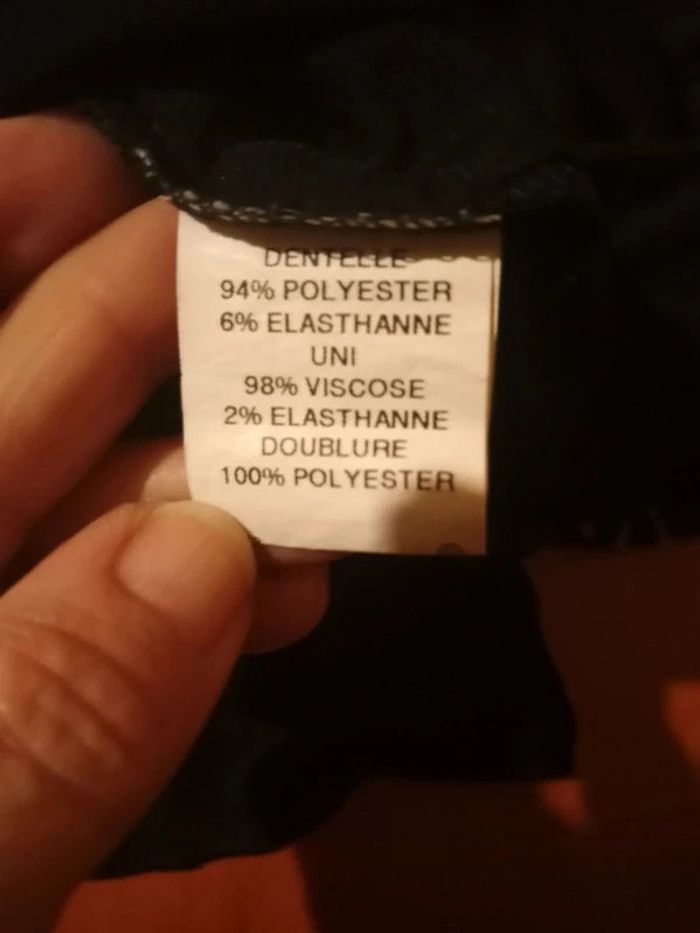 DENTELLE
94% POLYESTER
6% ELASTHANNE
UNI
98% VISCOSE
2% ELASTHANNE
DOUBLURE
100% POLYESTER